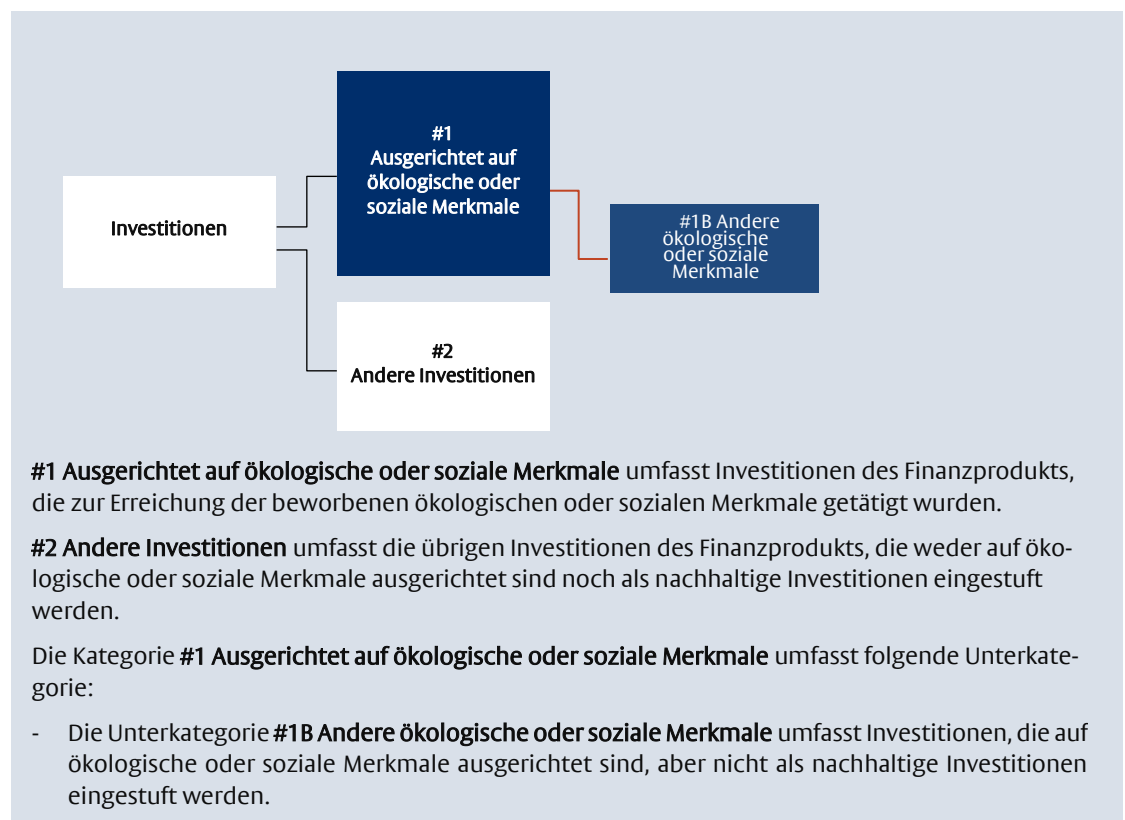 #1
Ausgerichtet auf
ökologische oder
soziale Merkmale
Investitionen
#1B Andere
ökologische
oder soziale
Merkmale
#2
Andere Investitionen
#1 Ausgerichtet auf ökologische oder soziale Merkmale umfasst Investitionen des Finanzprodukts,
die zur Erreichung der beworbenen ökologischen oder sozialen Merkmale getätigt wurden.
#2 Andere Investitionen umfasst die übrigen Investitionen des Finanzprodukts, die weder auf öko-
logische oder soziale Merkmale ausgerichtet sind noch als nachhaltige Investitionen eingestuft
werden.
Die Kategorie #1 Ausgerichtet auf ökologische oder soziale Merkmale umfasst folgende Unterkate-
gorie:
- Die Unterkategorie #1B Andere ökologische oder soziale Merkmale umfasst Investitionen, die auf
ökologische oder soziale Merkmale ausgerichtet sind, aber nicht als nachhaltige Investitionen
eingestuft werden.